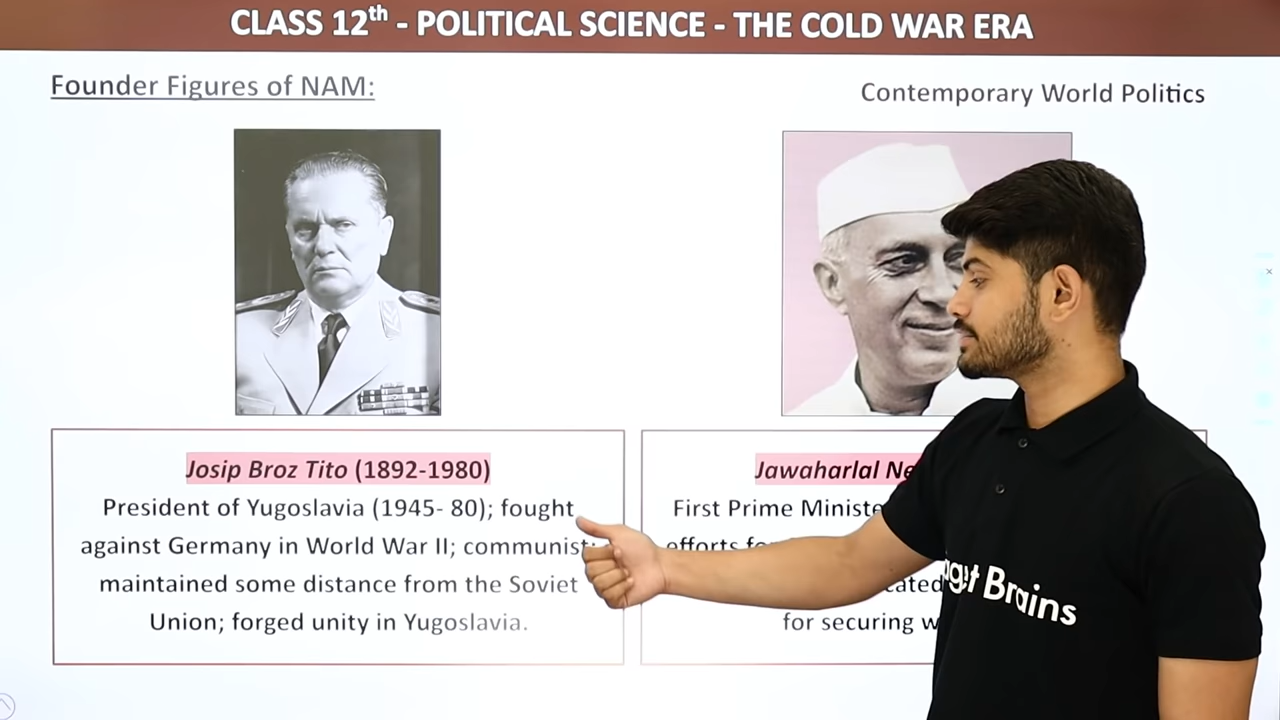 CLASS 12th - POLITICAL SCIENCE - THE COLD WAR ERA
Founder Figures of NAM:
Contemporary World Politics
Josip Broz Tito (1892-1980)
President of Yugoslavia (1945- 80); fought
against Germany in World War II; communist;
maintained some distance from the Soviet
Union; forged unity in Yugoslavia.
Jawaharlal
First Prime
efforts
for securing
Brains